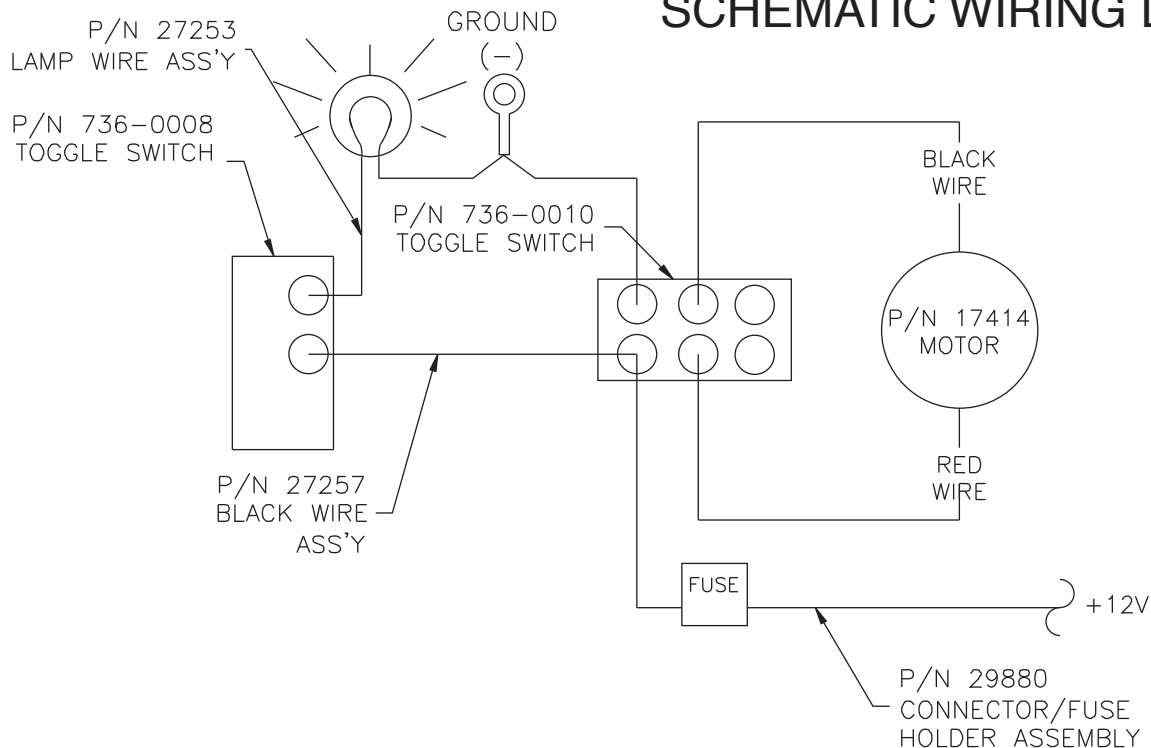 SCHEMATIC WIRING
P/N 27253
LAMP WIRE ASS'Y
GROUND
(-)
P/N 736-0008
TOGGLE SWITCH
P/N 736-0010
TOGGLE SWITCH
BLACK
WIRE
P/N 17414
MOTOR
RED
WIRE
P/N 27257
BLACK WIRE
ASS'Y
FUSE
+12V
P/N 29880
CONNECTOR/FUSE
HOLDER ASSEMBLY